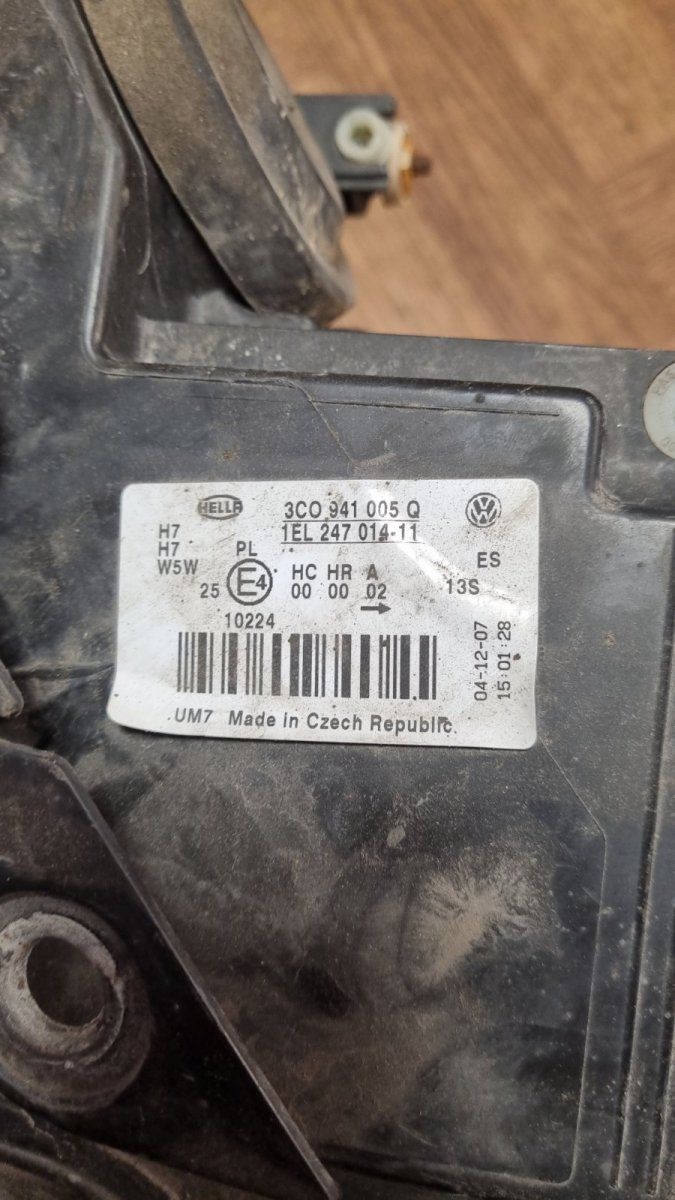 HELLA 3C0 941 005 Q
1EL 247 014-11
H7
H7 PL ES
W5W HC HR A
25 E4 00 00 02 13S
10224
04-12-07
15:01:28
UM7 Made in Czech Republic